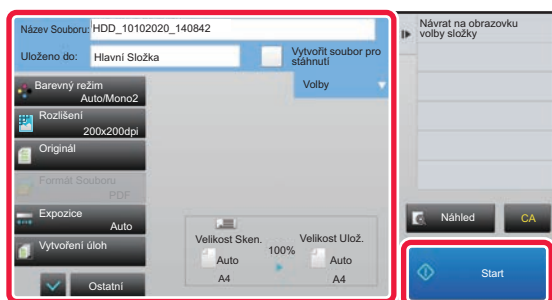 Název Souboru: HDD_10102020_140842
Uloženo do: Hlavní Složka
Vytvořit soubor pro
stáhnutí
Volby
Barevný režim
Auto/Mono2
Rozlišení
200x200dpi
Originál
Formát Souboru
PDF
Expozice
Auto
Vytvoření úloh
Ostatní
Velikost Sken.
Auto
A4
100%
Velikost Ulož.
Auto
A4
Návrat na obrazovku
volby složky
Náhled
CA
Start